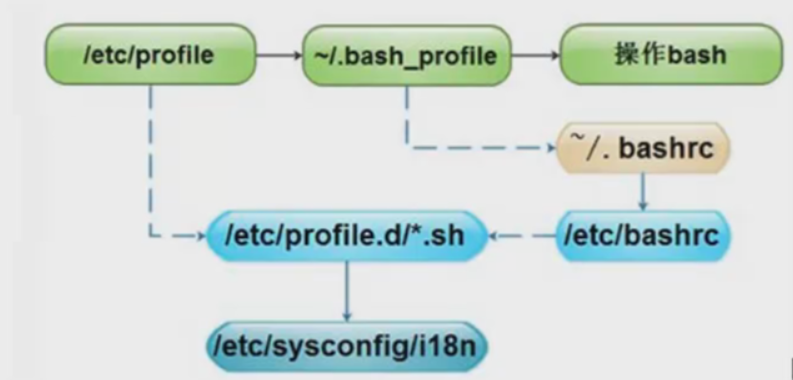 /etc/profile
~/.bash_profile
操作bash
~/. bashrc
/etc/profile.d/*.sh
/etc/bashrc
/etc/sysconfig/i18n